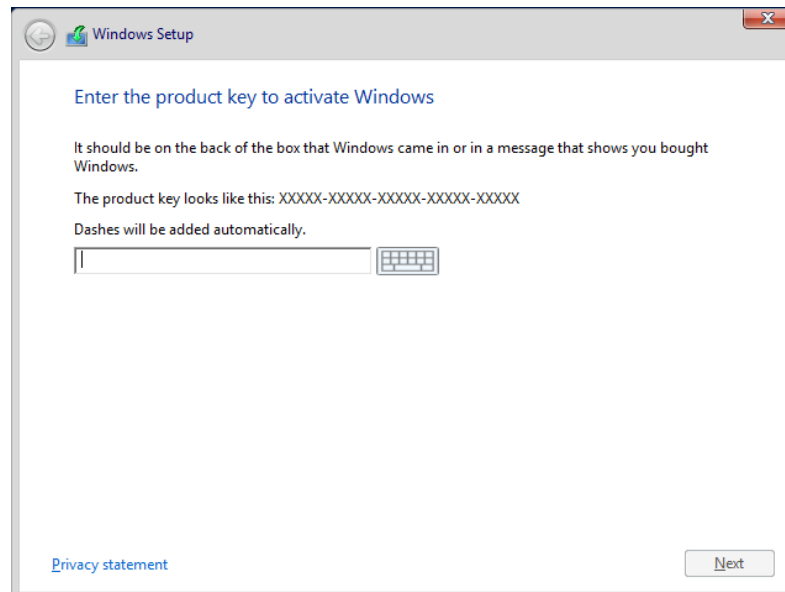 Windows Setup
Enter the product key to activate Windows
It should be on the back of the box that Windows came in or in a message that shows you bought
Windows.
The product key looks like this: XXXXX-XXXXX-XXXXX-XXXXX-XXXXX
Dashes will be added automatically.
Privacy statement
Next